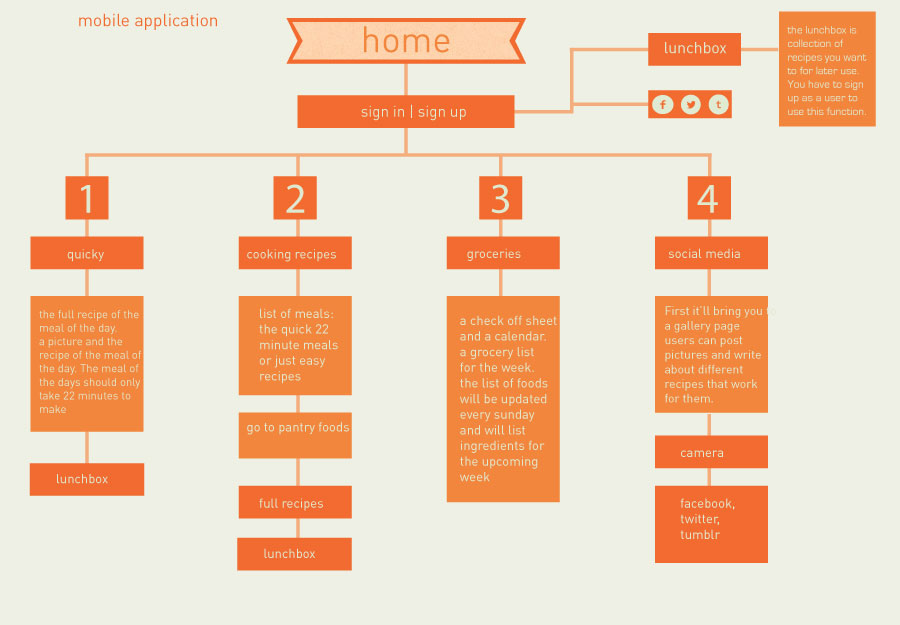 mobile application
home
sign in | sign up
lunchbox
the lunchbox is
collection of
recipes you want
to for later use.
You have to sign
up as a user to
use this function.
f
t
1
quicky
the full recipe of the
meal of the day.
a picture and the
recipe of the meal of
the day. The meal of
the days should only
take 22 minutes to
make
lunchbox
2
cooking recipes
list of meals:
the quick 22
minute meals
or just easy
recipes
go to pantry foods
full recipes
lunchbox
3
groceries
a check off sheet
and a calendar.
a grocery list
for the week.
the list of foods
will be updated
every sunday
and will list
ingredients for
the upcoming
week
4
social media
First it'll bring you to
a gallery page
users can post
pictures and write
about different
recipes that work
for them.
camera
facebook,
twitter,
tumblr